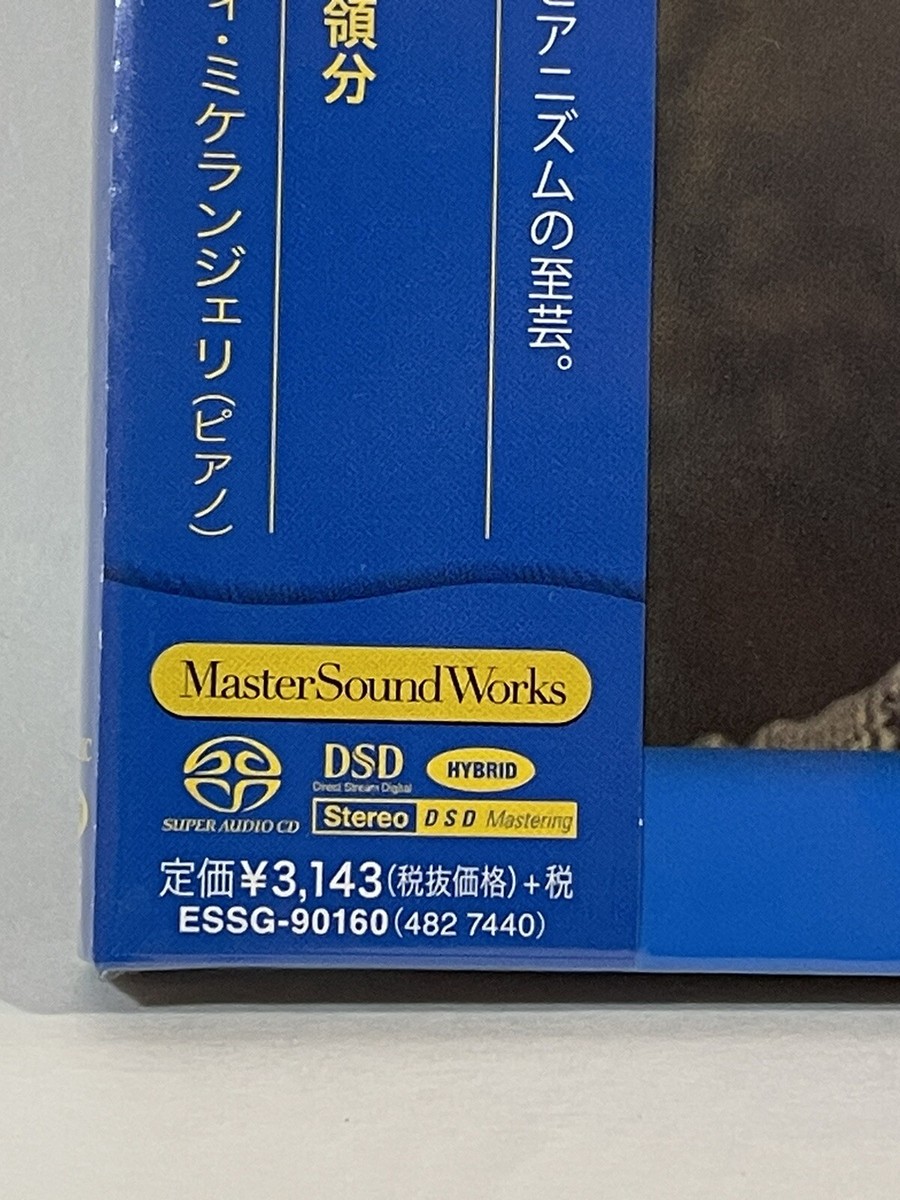 ピアニズムの至芸。
領分
ィ・ミケランジェリ(ピアノ)
MasterSoundWorks
SUPER AUDIO CD
DSD
Direct Stream Digital
HYBRID
Stereo DSD Mastering
定価¥3,143(税抜価格)+税
ESSG-90160(482 7440)